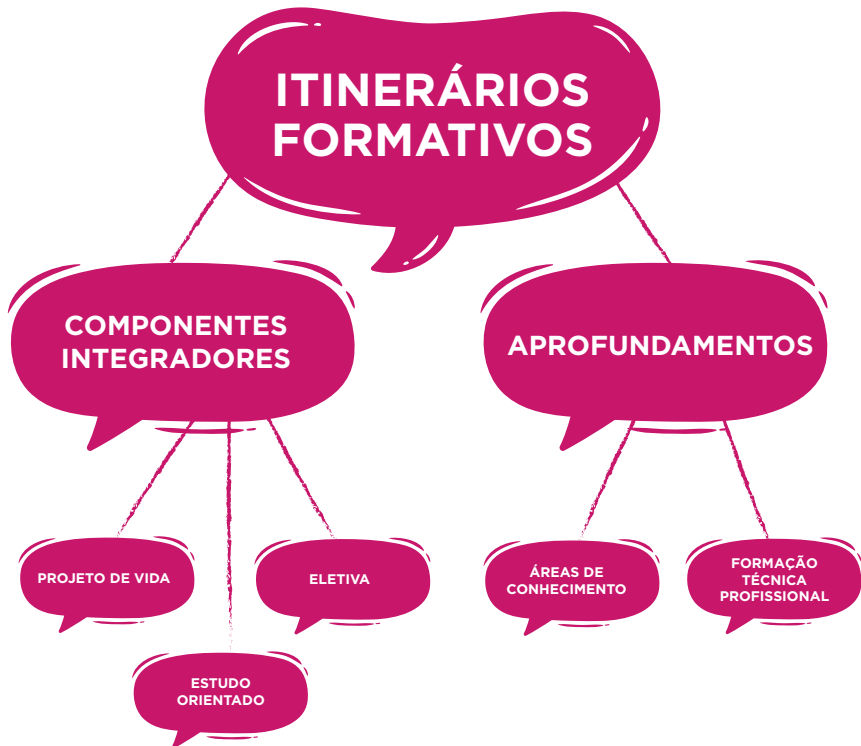 ITINERÁRIOS
FORMATIVOS
COMPONENTES
INTEGRADORES
APROFUNDAMENTOS
PROJETO DE VIDA
ELETIVA
ESTUDO
ORIENTADO
ÁREAS DE
CONHECIMENTO
FORMAÇÃO
TÉCNICA
PROFISSIONAL